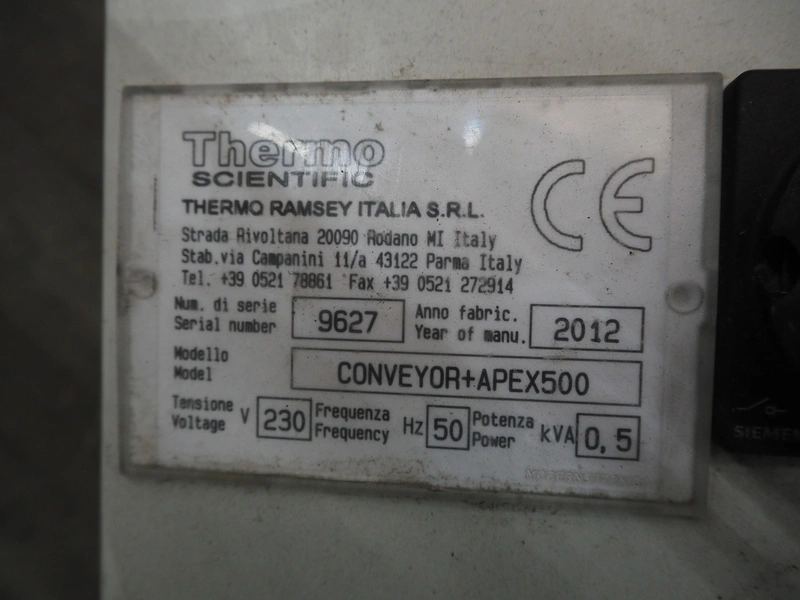 Thermo
SCIENTIFIC
CE
THERMO RAMSEY ITALIA S.R.L.
Strada Rivoltana 20090 Rodano MI Italy
Stab.via Campanini 11/a 43122 Parma Italy
Tel. +39 0521 78861 Fax +39 0521 272914
Num. di serie
Serial number 9627
Anno fabric.
Year of manu. 2012
Modello
Model CONVEYOR+APEX500
Tensione
Voltage V 230
Frequenza
Frequency Hz 50
Potenza
Power kVA 0,5
SIEMEN